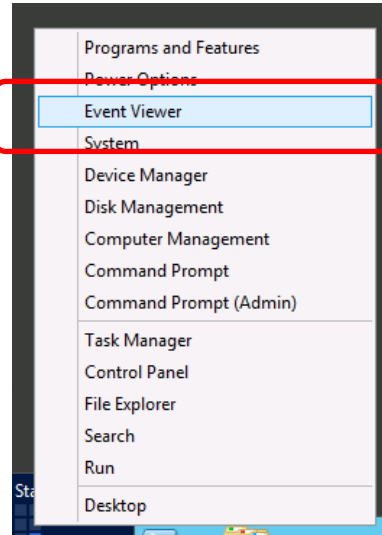 Programs and Features
Power Options
Event Viewer
System
Device Manager
Disk Management
Computer Management
Command Prompt
Command Prompt (Admin)
Task Manager
Control Panel
File Explorer
Search
Run
Sta
Desktop